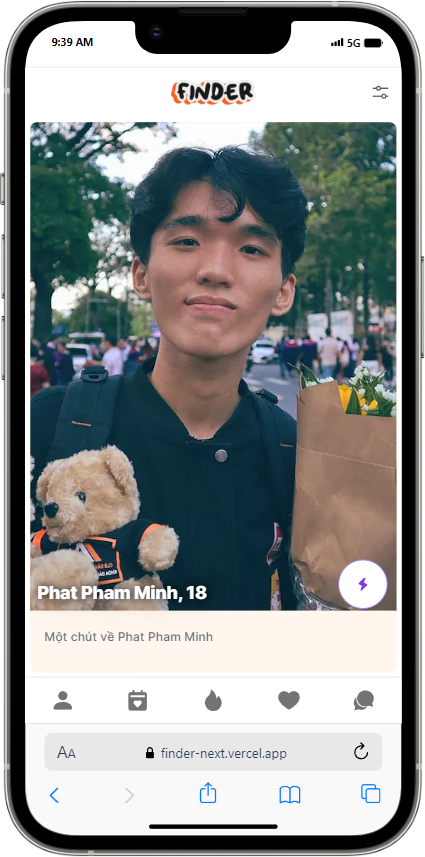 9:39 AM
5G
FINDER
Phat Pham Minh, 18
Một chút về Phat Pham Minh
AA
finder-next.vercel.app